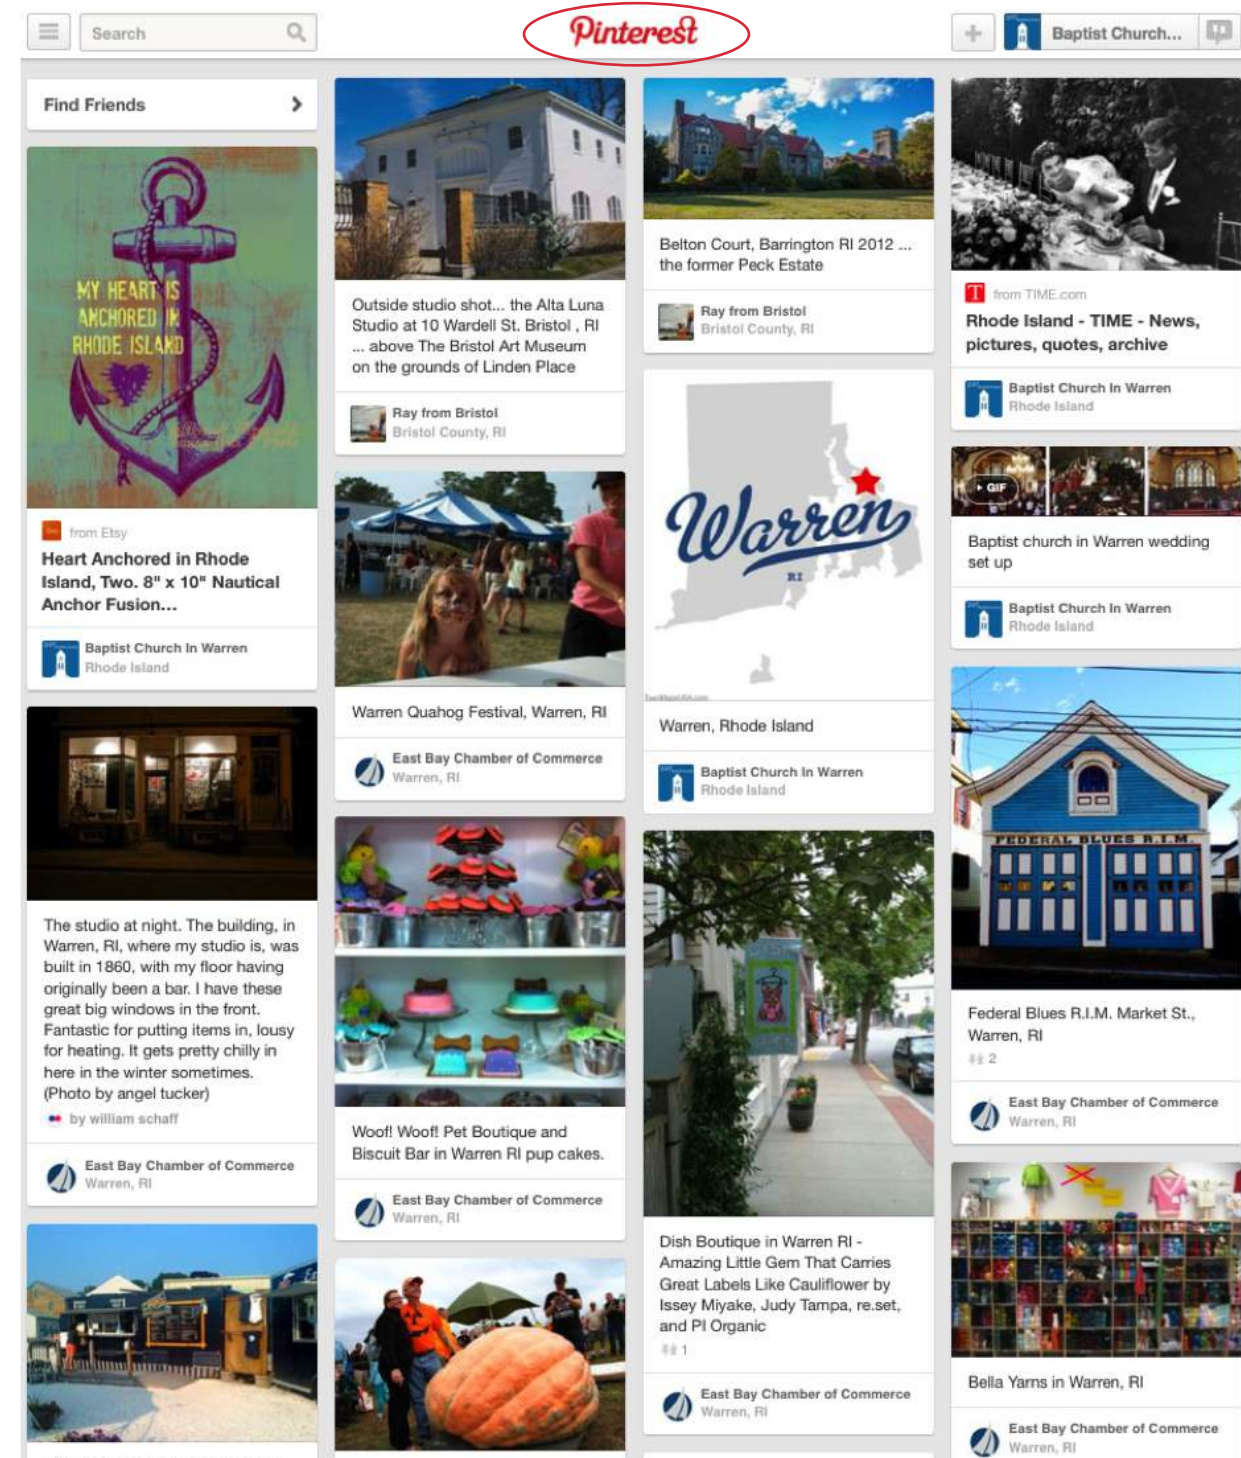 Search
Pinterest
Baptist Church...
Find Friends
MY HEART IS
ANCHORED IN
RHODE ISLAND
from Etsy
Heart Anchored in Rhode
Island, Two. 8" x 10" Nautical
Anchor Fusion...
Baptist Church In Warren
Rhode Island
The studio at night. The building, in
Warren, RI, where my studio is, was
built in 1860, with my floor having
originally been a bar. I have these
great big windows in the front.
Fantastic for putting items in, lousy
for heating. It gets pretty chilly in
here in the winter sometimes.
(Photo by angel tucker)
by william schaff
East Bay Chamber of Commerce
Warren, RI
Outside studio shot... the Alta Luna
Studio at 10 Wardell St. Bristol , RI
... above The Bristol Art Museum
on the grounds of Linden Place
Ray from Bristol
Bristol County, RI
Warren Quahog Festival, Warren, RI
East Bay Chamber of Commerce
Warren, RI
Woof! Woof! Pet Boutique and
Biscuit Bar in Warren RI pup cakes.
East Bay Chamber of Commerce
Warren, RI
Belton Court, Barrington RI 2012 ...
the former Peck Estate
Ray from Bristol
Bristol County, RI
Warren
RI
Warren, Rhode Island
Baptist Church In Warren
Rhode Island
Dish Boutique in Warren RI -
Amazing Little Gem That Carries
Great Labels Like Cauliflower by
Issey Miyake, Judy Tampa, re.set,
and PI Organic
1
East Bay Chamber of Commerce
Warren, RI
T
from TIME.com
Rhode Island - TIME - News,
pictures, quotes, archive
Baptist Church In Warren
Rhode Island
GIF
Baptist church in Warren wedding
set up
Baptist Church In Warren
Rhode Island
FEDERAL BLUES R.I.M.
Federal Blues R.I.M. Market St.,
Warren, RI
2
East Bay Chamber of Commerce
Warren, RI
Bella Yarns in Warren, RI
East Bay Chamber of Commerce
Warren, RI